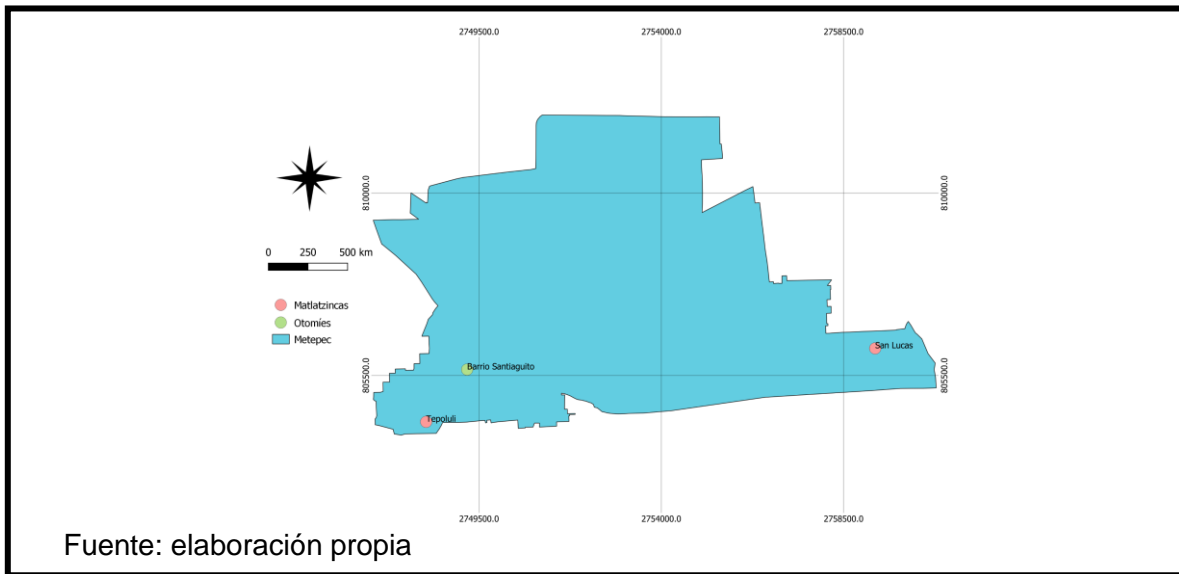 2749500.0 2754000.0 2758500.0
810000.0 810000.0
0 250 500 km
Matlatzincas
Otomíes
Metepec
San Lucas
Barrio Santiaguito
805500.0 805500.0
Tepoluli
2749500.0 2754000.0 2758500.0
Fuente: elaboración propia